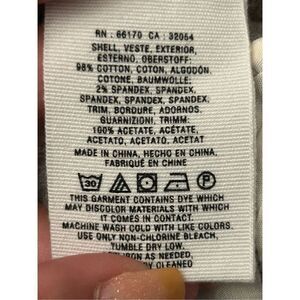 RN : 66170 CA : 32054
SHELL, VESTE, EXTERIOR,
ESTERNO, OBERSTOFF:
98% COTTON, COTON, ALGODÓN,
COTONE, BAUMWOLLE:
2% SPANDEX, SPANDEX,
SPANDEX, SPANDEX, SPANDEX,
TRIM, BORDURE, ADORNOS,
GUARNIZIONI, TRIMM:
100% ACETATE, ACÉTATE,
ACETATO, ACETATO, ACETAT
MADE IN CHINA, HECHO EN CHINA,
FABRIQUÉ EN CHINE
30 P
THIS GARMENT CONTAINS DYE WHICH
MAY DISCOLOR MATERIALS WITH WHICH
IT COMES IN CONTACT.
MACHINE WASH COLD WITH LIKE COLORS.
USE ONLY NON-CHLORINE BLEACH,
TUMBLE DRY LOW.
IRON AS NEEDED,
CLEANED